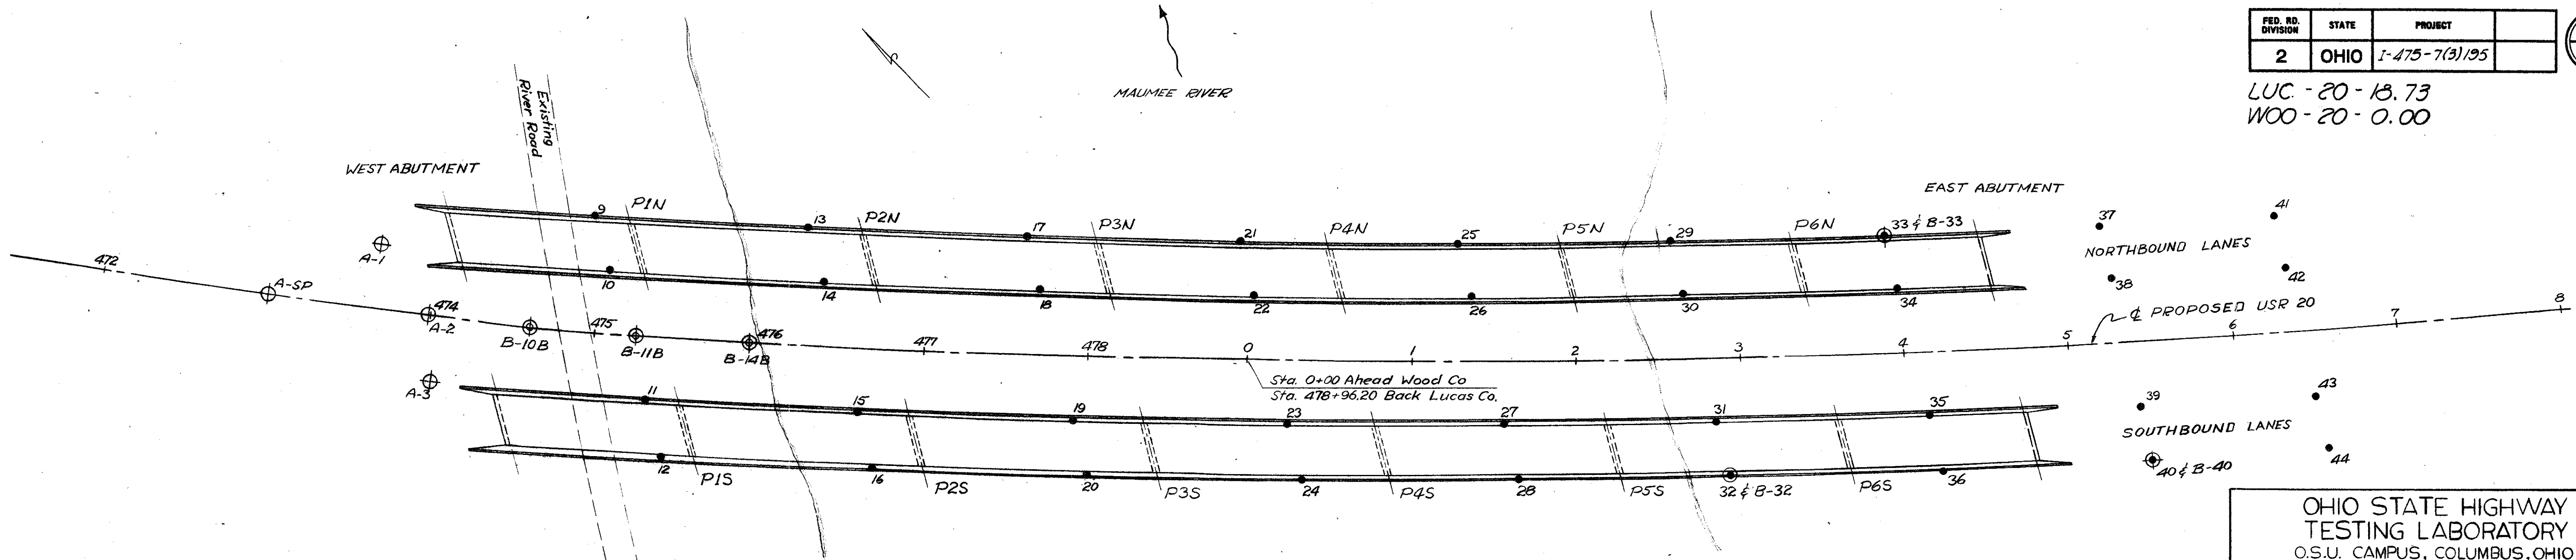 FED. RD. DIVISION STATE PROJECT
2 OHIO I-475-7(3)195
LUC - 20 - 18.73
WOO - 20 - 0.00
MAUMEE RIVER
Existing
River Road
WEST ABUTMENT
EAST ABUTMENT
9 P1N 13 P2N 17 P3N 21 P4N 25 P5N 29 P6N 33 & B-33 37 41
NORTHBOUND LANES
A-1 10 14 18 22 26 30 34 38 42
472 A-SP 474 A-2 B-10B 475 B-11B 476 B-14B 477 478 0 1 2 3 4 5 6 7 8
℄ PROPOSED USR 20
Sta. 0+00 Ahead Wood Co
Sta. 478+96.20 Back Lucas Co.
A-3 11 15 19 23 27 31 35 39 43
SOUTHBOUND LANES
12 P1S 16 P2S 20 P3S 24 P4S 28 P5S 32 & B-32 P6S 36 40 & B-40 44
OHIO STATE HIGHWAY
TESTING LABORATORY
O.S.U. CAMPUS, COLUMBUS, OHIO